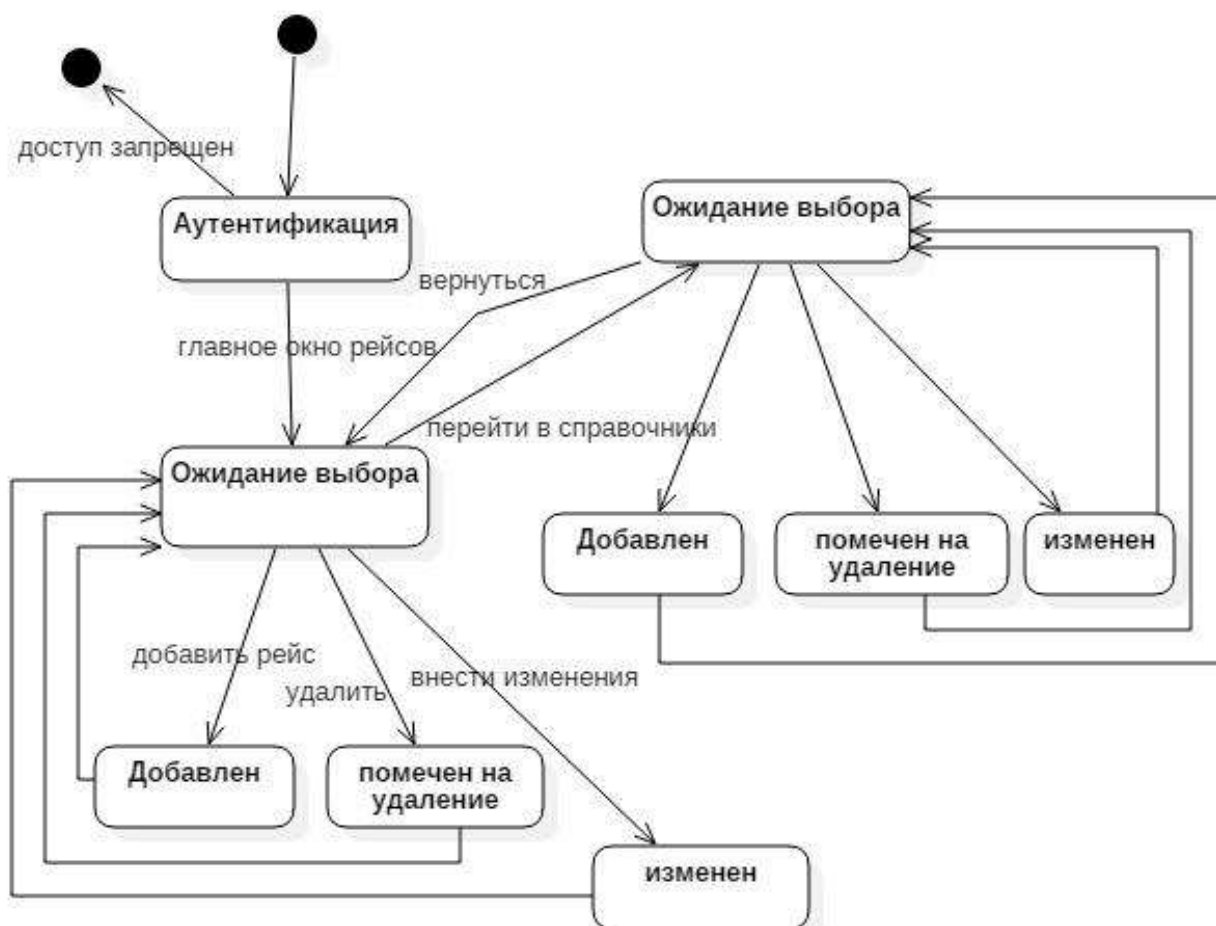 доступ запрещен
Аутентификация
Ожидание выбора
вернуться
главное окно рейсов
перейти в справочники
Ожидание выбора
Добавлен
помечен на
удаление
изменен
добавить рейс
удалить
внести изменения
Добавлен
помечен на
удаление
изменен